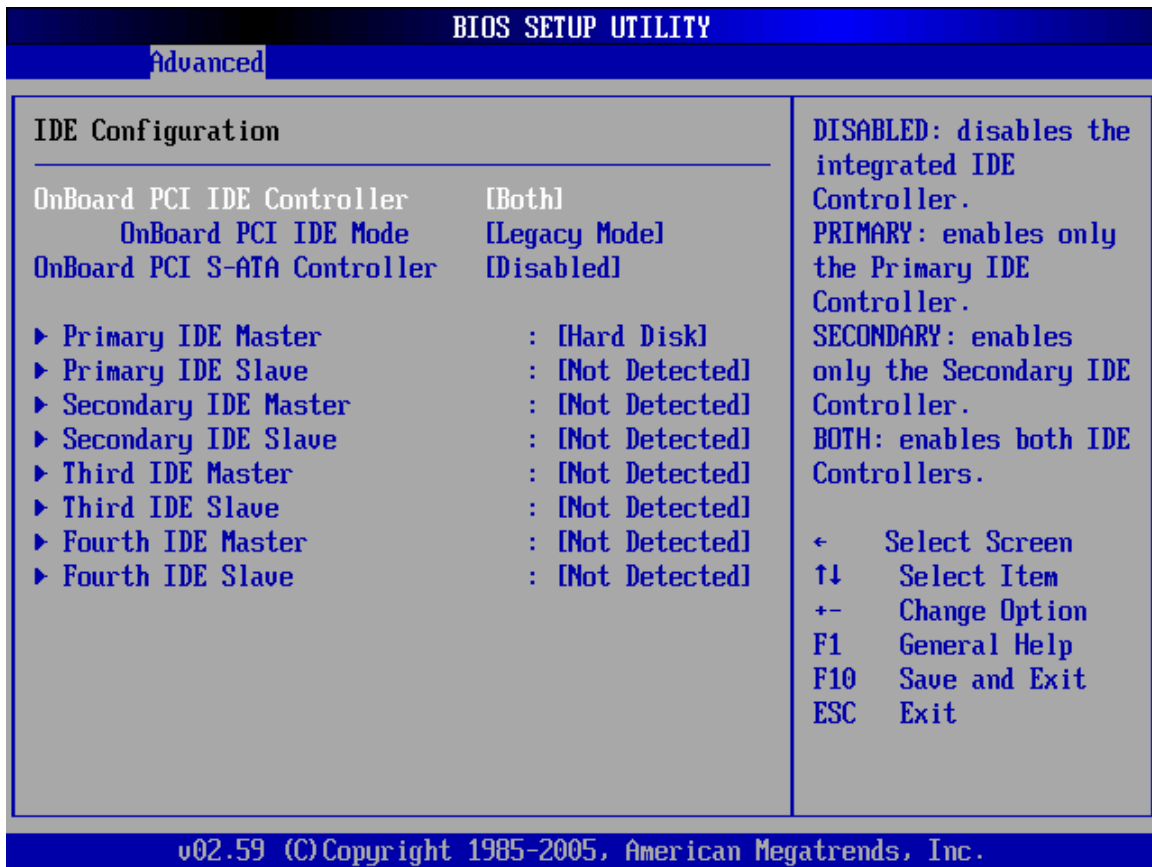 BIOS SETUP UTILITY
Advanced
IDE Configuration
OnBoard PCI IDE Controller [Both]
OnBoard PCI IDE Mode [Legacy Mode]
OnBoard PCI S-ATA Controller [Disabled]
Primary IDE Master : [Hard Disk]
Primary IDE Slave : [Not Detected]
Secondary IDE Master : [Not Detected]
Secondary IDE Slave : [Not Detected]
Third IDE Master : [Not Detected]
Third IDE Slave : [Not Detected]
Fourth IDE Master : [Not Detected]
Fourth IDE Slave : [Not Detected]
DISABLED: disables the
integrated IDE
Controller.
PRIMARY: enables only
the Primary IDE
Controller.
SECONDARY: enables
only the Secondary IDE
Controller.
BOTH: enables both IDE
Controllers.
← Select Screen
↑↓ Select Item
+- Change Option
F1 General Help
F10 Save and Exit
ESC Exit
v02.59 (C)Copyright 1985-2005, American Megatrends, Inc.